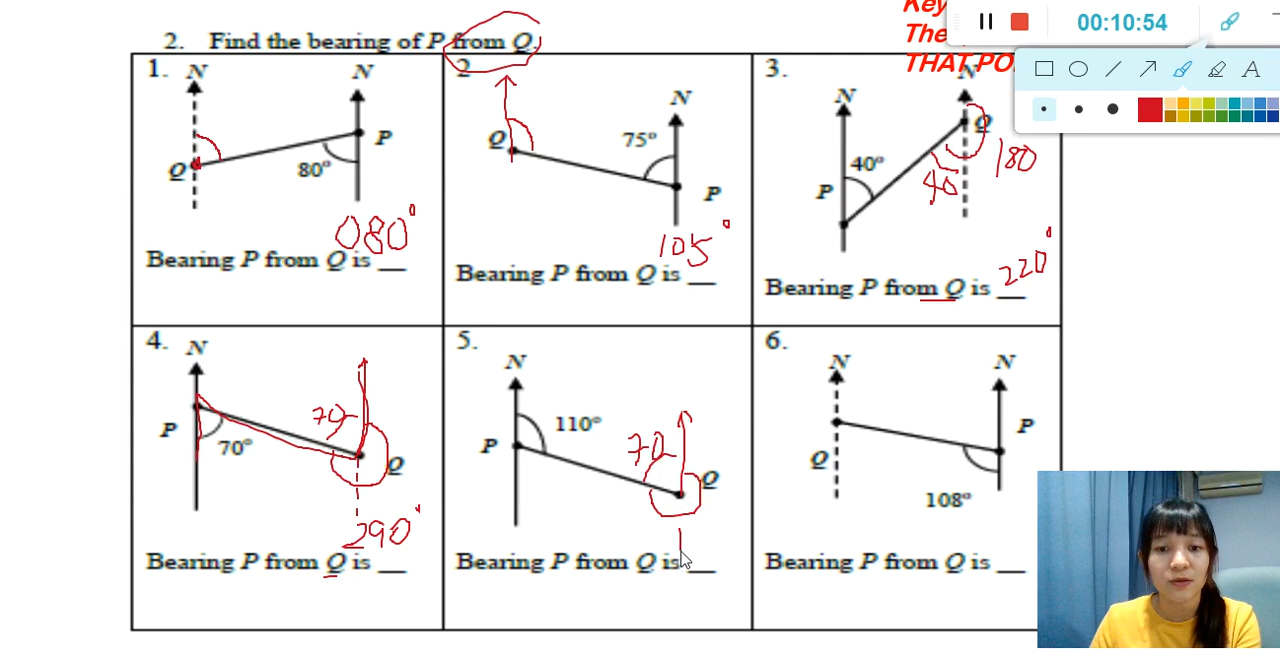 Key
The
THAT PO
00:10:54
A
2. Find the bearing of P from Q.
1. N N
Q P
80°
080°
Bearing P from Q is __
2
N
Q 75°
P
105°
Bearing P from Q is __
3.
N N
Q
40° 180
P 40
220°
Bearing P from Q is __
4. N
70
P 70° Q
290°
Bearing P from Q is __
5.
N
110°
P 70 Q
Bearing P from Q is __
6.
N N
P
Q
108°
Bearing P from Q is __